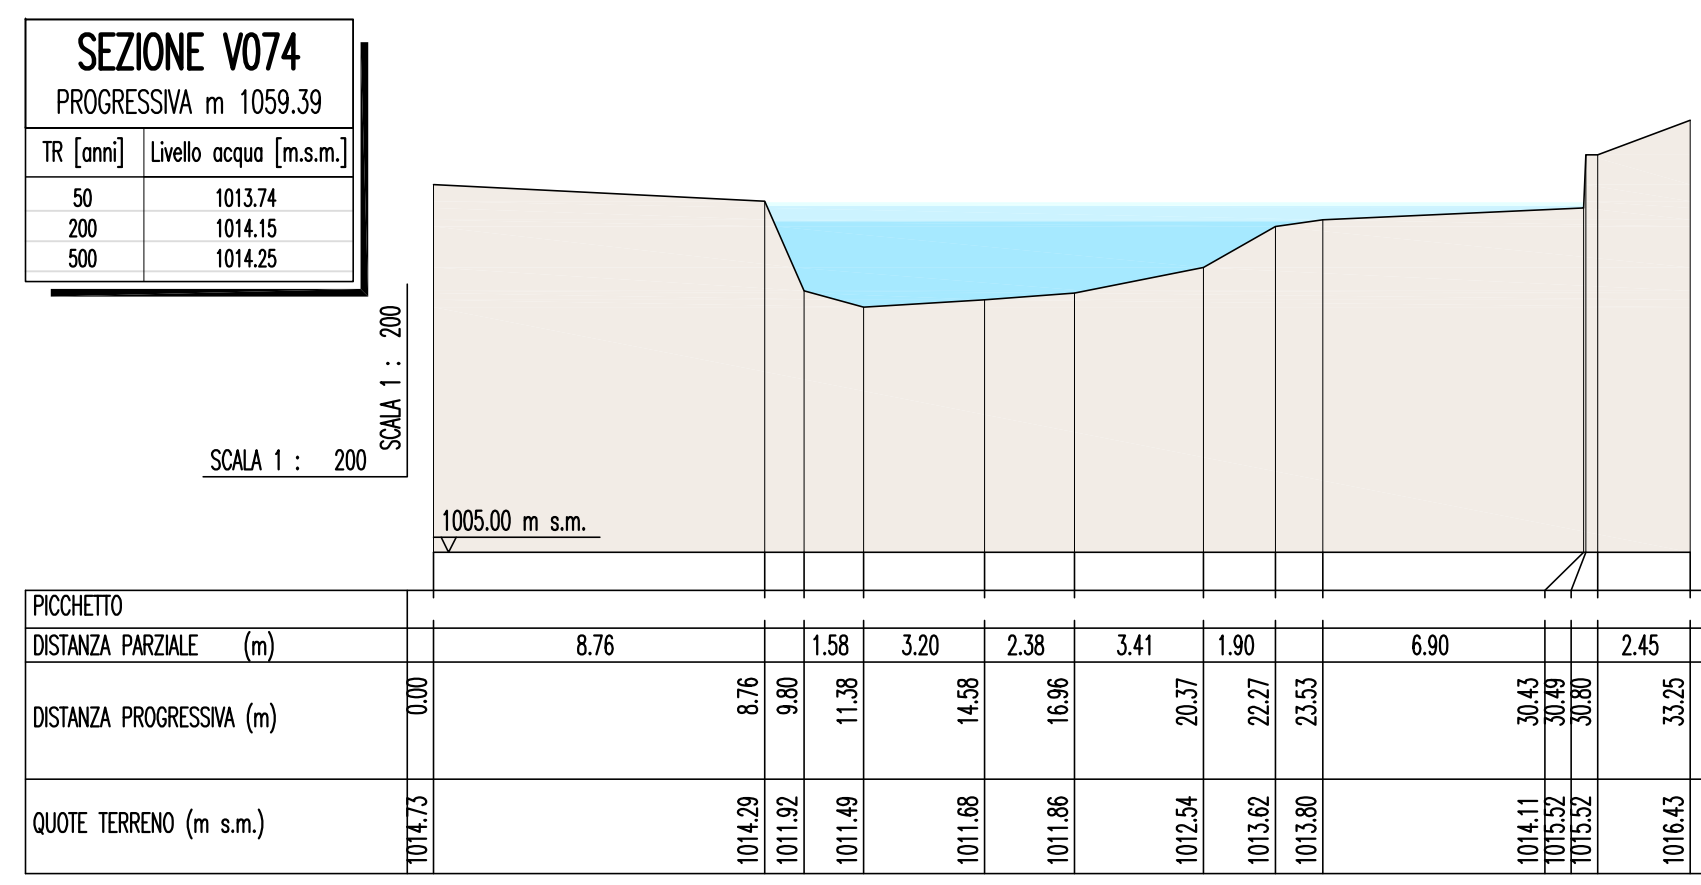 SEZIONE V074
PROGRESSIVA m 1059.39
TR [anni] Livello acqua [m.s.m.]
50 1013.74
200 1014.15
500 1014.25
SCALA 1 : 200
SCALA 1 : 200
1005.00 m s.m.
PICCHETTO
DISTANZA PARZIALE (m) 8.76 1.58 3.20 2.38 3.41 1.90 6.90 2.45
DISTANZA PROGRESSIVA (m) 0.00 8.76 9.80 11.38 14.58 16.96 20.37 22.27 23.53 30.43 30.49 30.80 33.25
QUOTE TERRENO (m s.m.) 1014.73 1014.29 1011.92 1011.49 1011.68 1011.86 1012.54 1013.62 1013.80 1014.11 1015.52 1015.52 1016.43